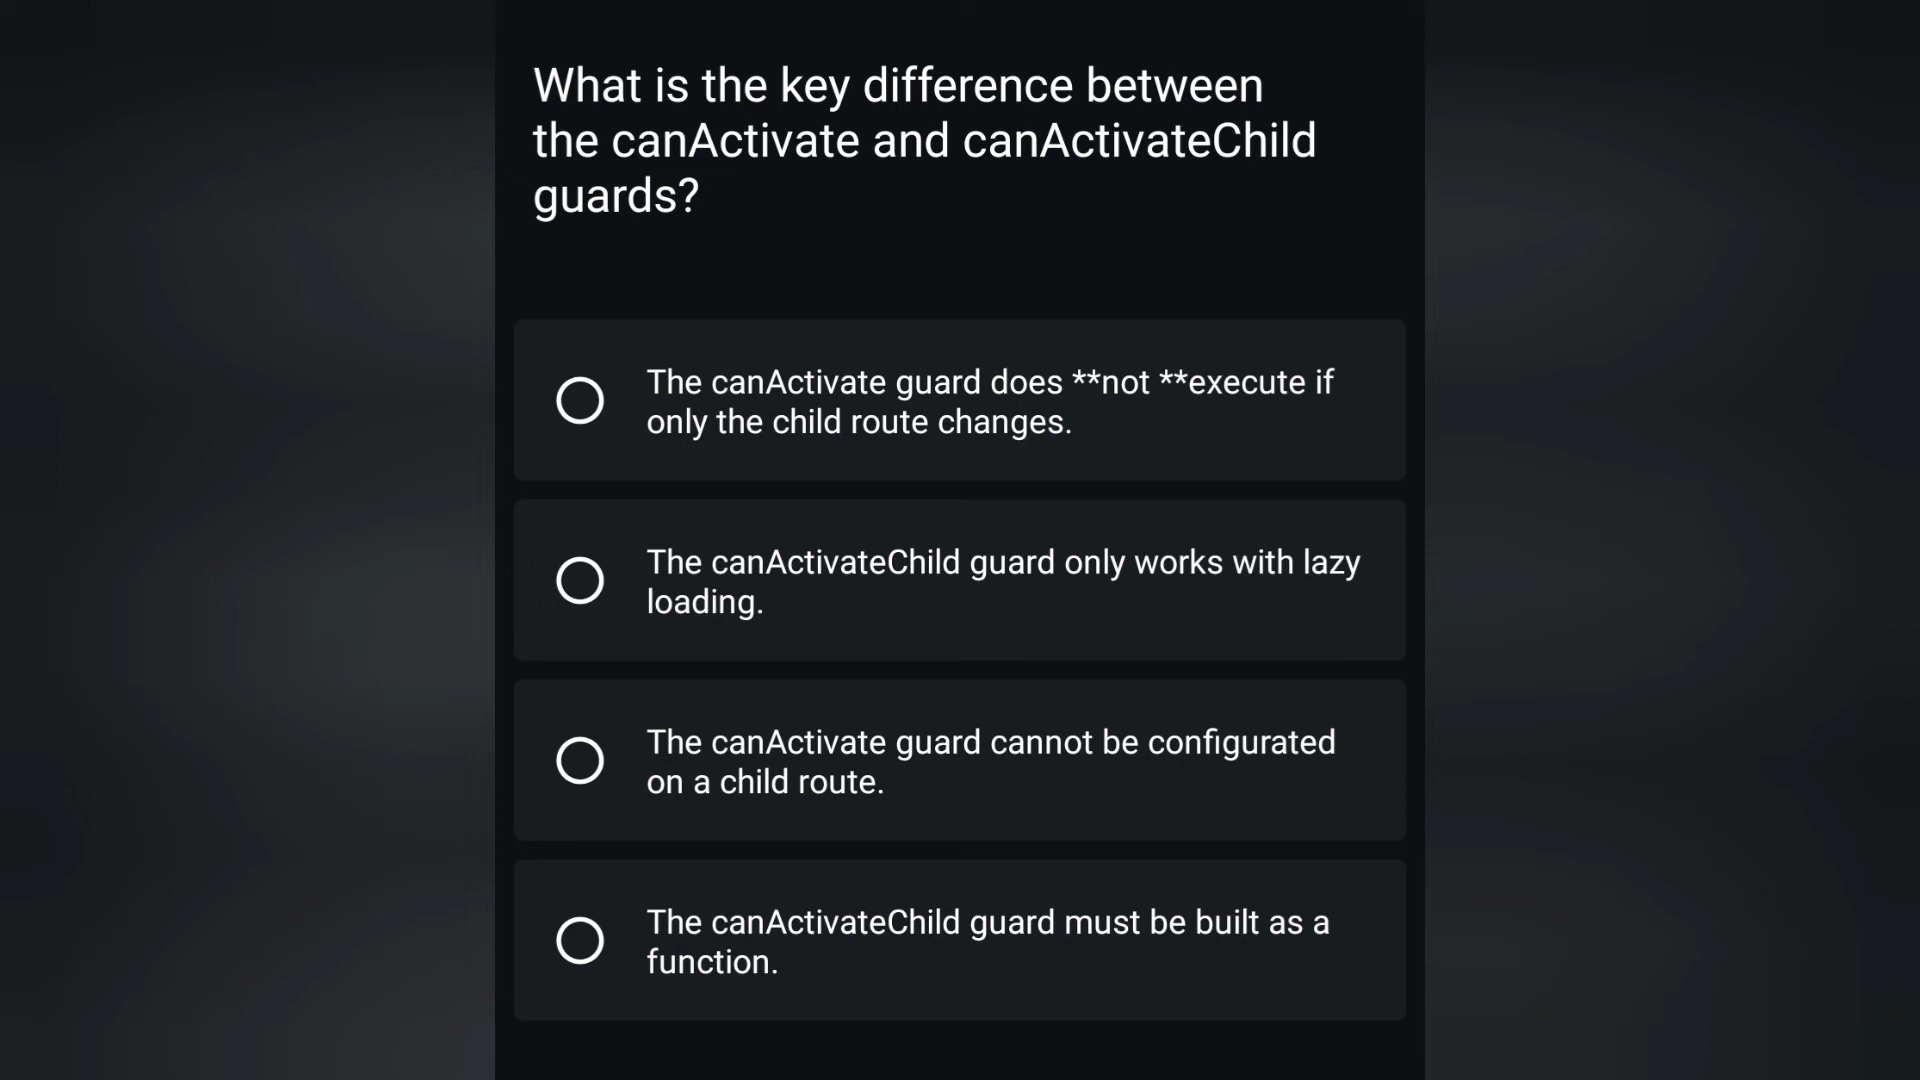 What is the key difference between
the canActivate and canActivateChild
guards?
The canActivate guard does **not **execute if
only the child route changes.
The canActivateChild guard only works with lazy
loading.
The canActivate guard cannot be configurated
on a child route.
The canActivateChild guard must be built as a
function.